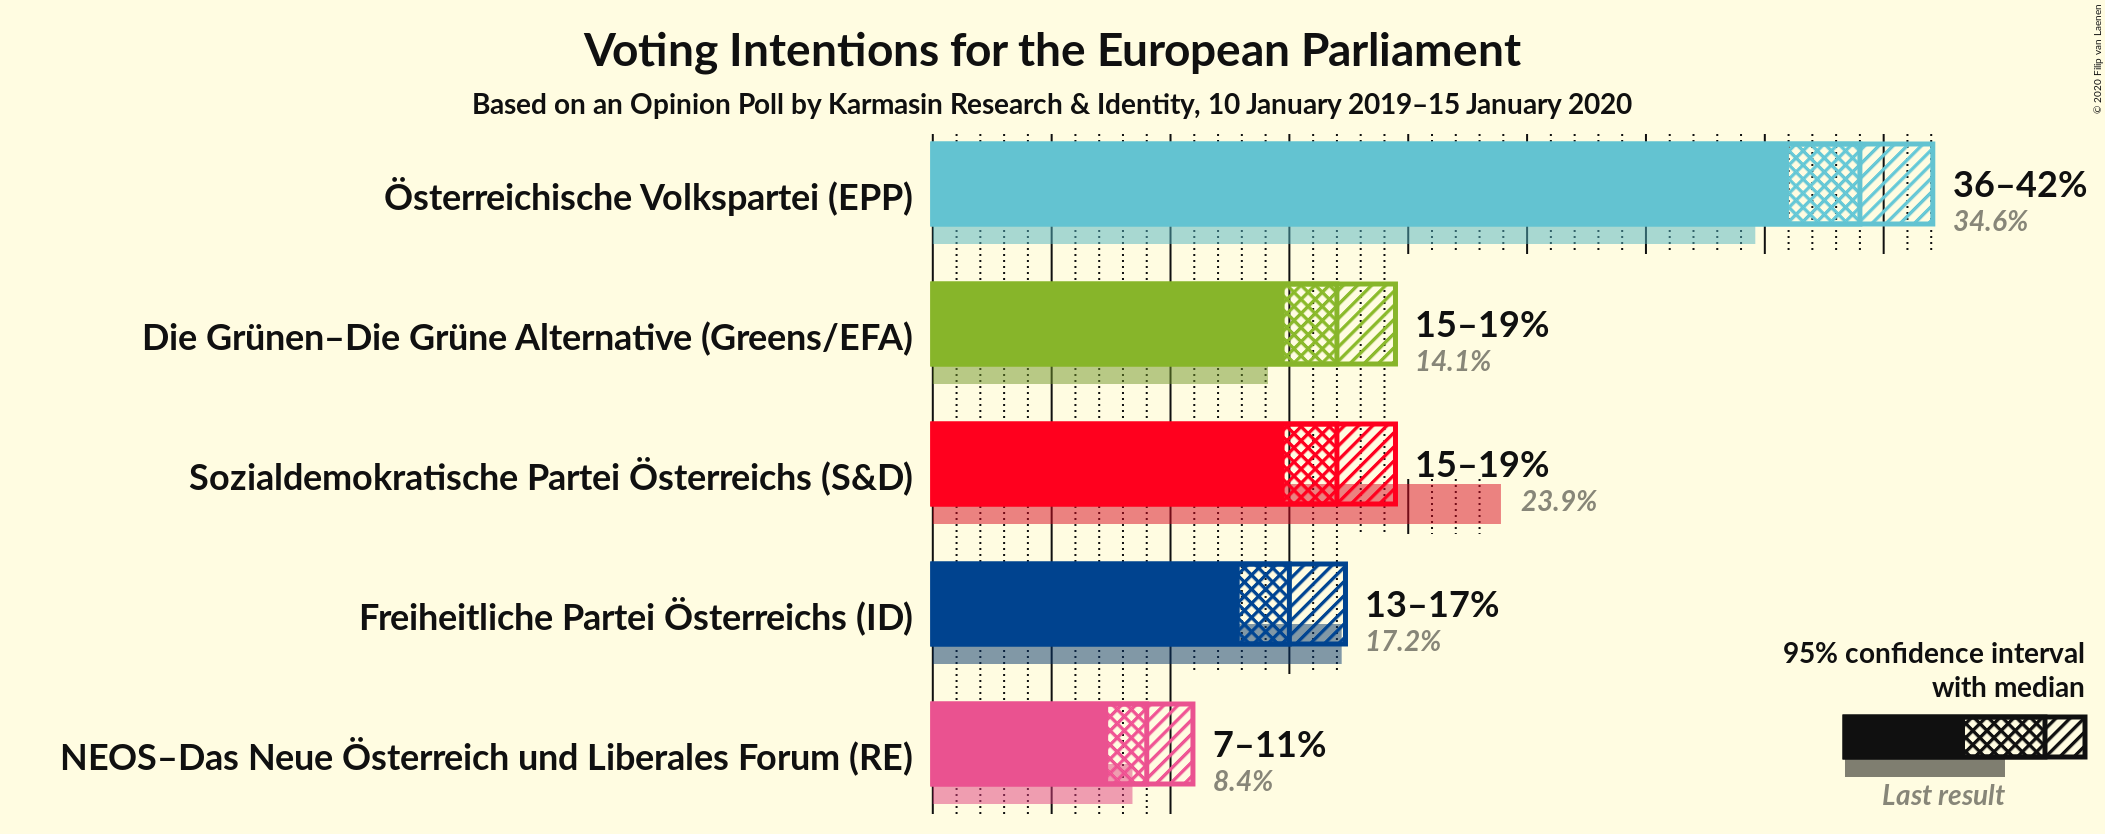 Voting Intentions for the European Parliament
Based on an Opinion Poll by Karmasin Research & Identity, 10 January 2019–15 January 2020
© 2020 Filip van Laenen
Österreichische Volkspartei (EPP)
36–42%
34.6%
Die Grünen–Die Grüne Alternative (Greens/EFA)
15–19%
14.1%
Sozialdemokratische Partei Österreichs (S&D)
15–19%
23.9%
Freiheitliche Partei Österreichs (ID)
13–17%
17.2%
NEOS–Das Neue Österreich und Liberales Forum (RE)
7–11%
8.4%
95% confidence interval
with median
Last result